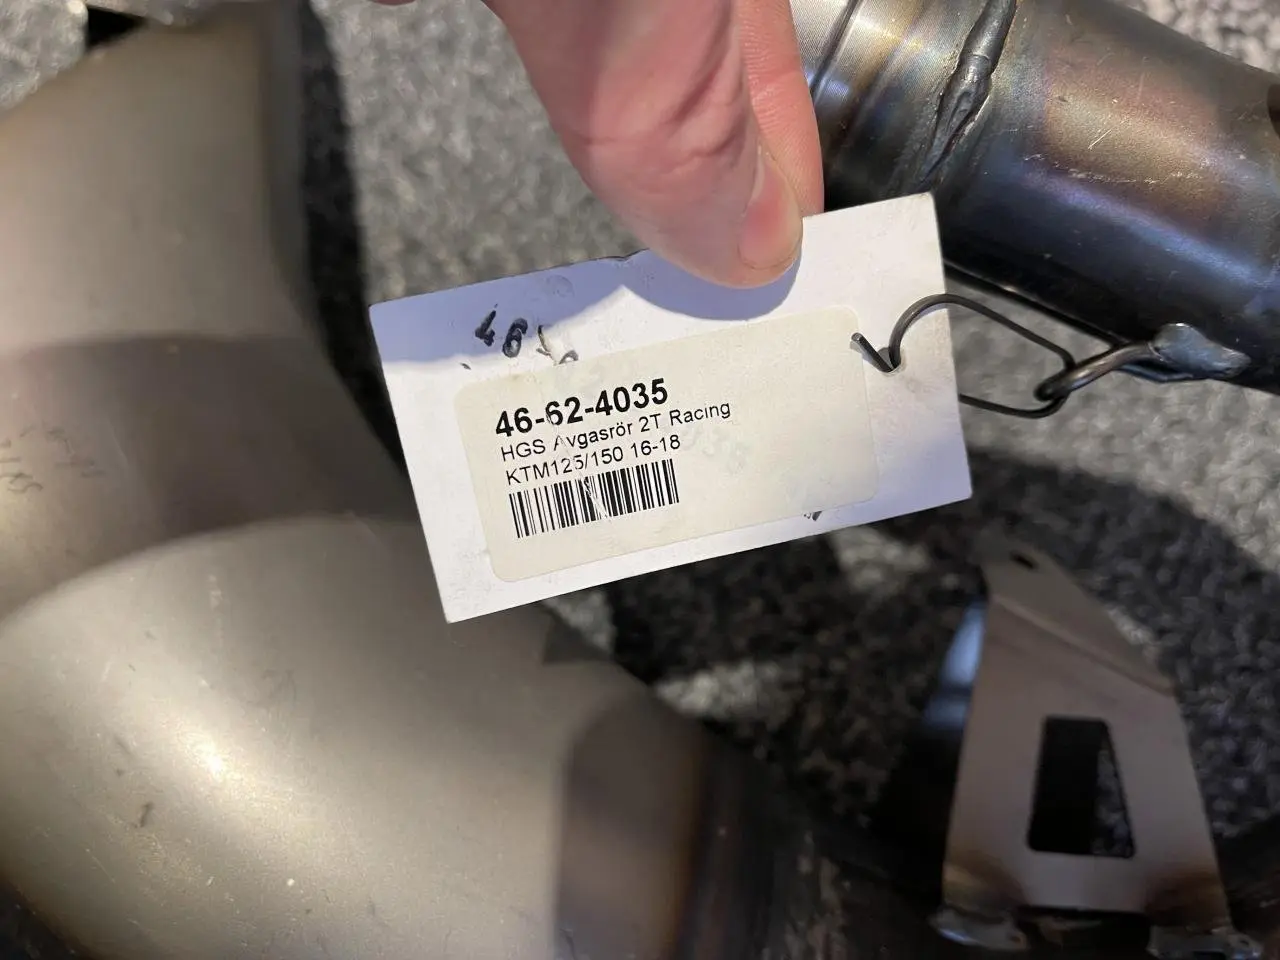 46-62-4035
HGS Avgasrör 2T Racing
KTM125/150 16-18